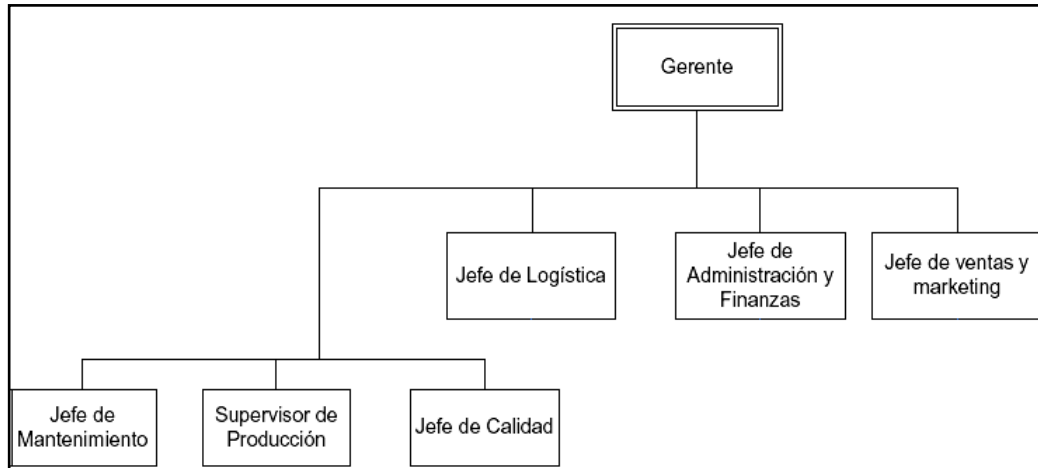 Gerente
Jefe de Logística
Jefe de
Administración y
Finanzas
Jefe de ventas y
marketing
Jefe de
Mantenimiento
Supervisor de
Producción
Jefe de Calidad